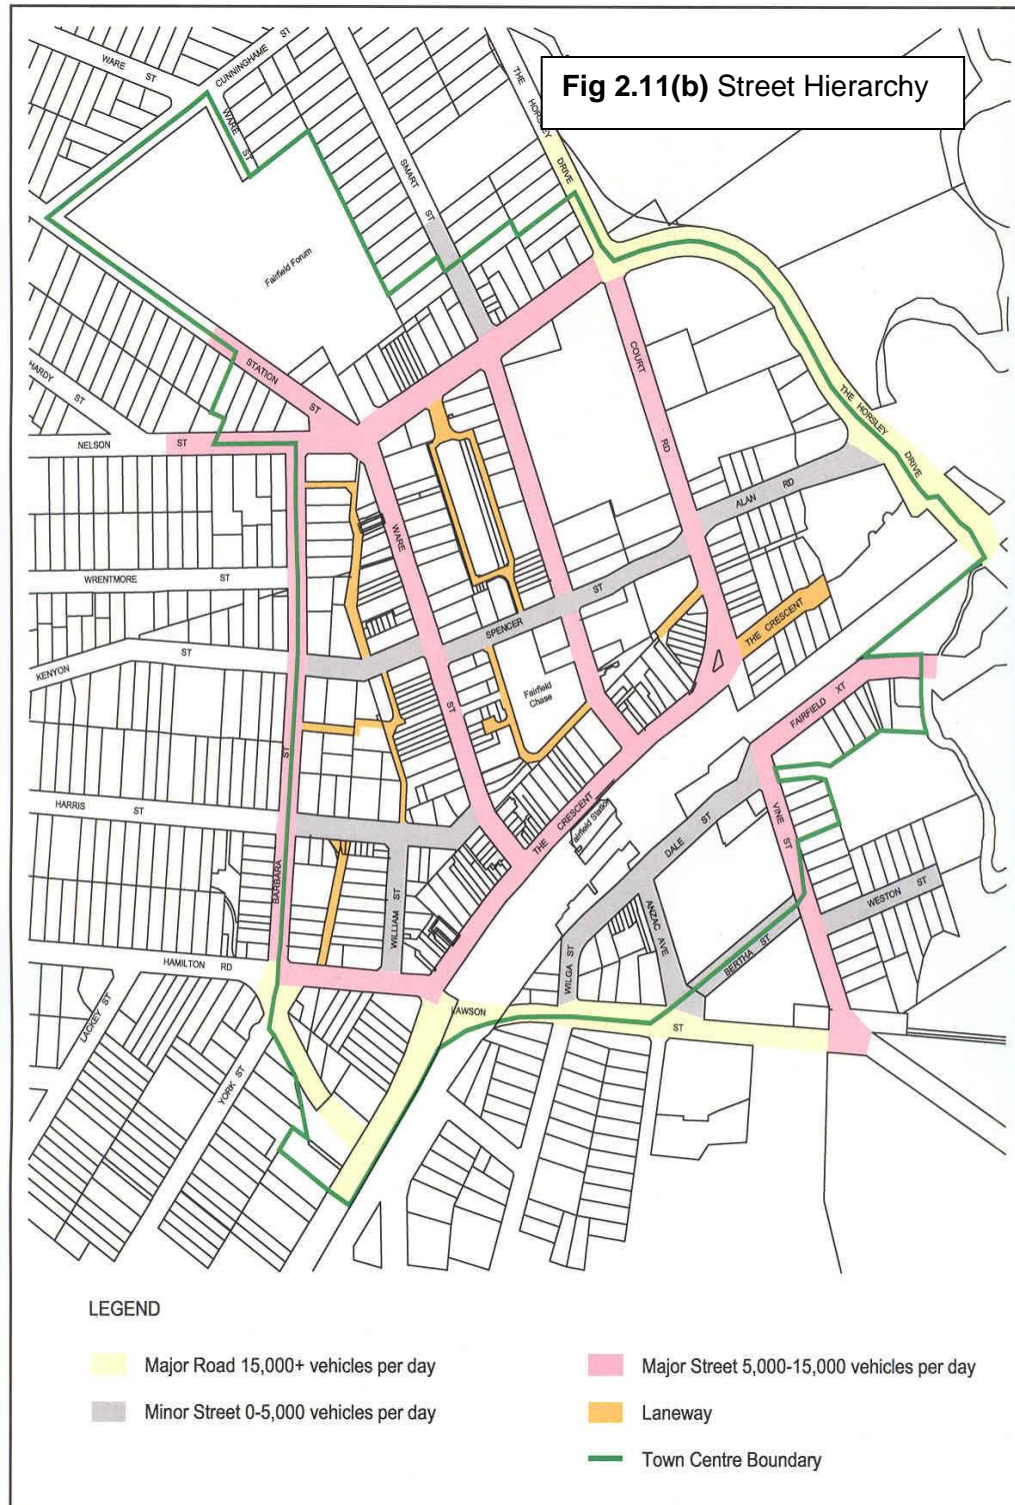 Fig 2.11(b) Street Hierarchy
WARE ST
CUNNINGHAME ST
WARE ST
THE HORSLEY DRIVE
SMART ST
Fairfield Forum
COURT RD
STATION ST
HARDY ST
NELSON ST
THE HORSLEY DRIVE
ALAN RD
WARE ST
WRENTMORE ST
SPENCER ST
THE CRESCENT
KENYON ST
Fairfield
Chase
FAIRFIELD XT
BARBARA ST
HARRIS ST
THE CRESCENT
Fairfield Station
DALE ST
VINE ST
WESTON ST
WILLIAM ST
ANZAC AVE
BERTHA ST
WILGA ST
HAMILTON RD
LAWSON ST
LACKEY ST
YORK ST
LEGEND
Major Road 15,000+ vehicles per day
Major Street 5,000-15,000 vehicles per day
Minor Street 0-5,000 vehicles per day
Laneway
Town Centre Boundary